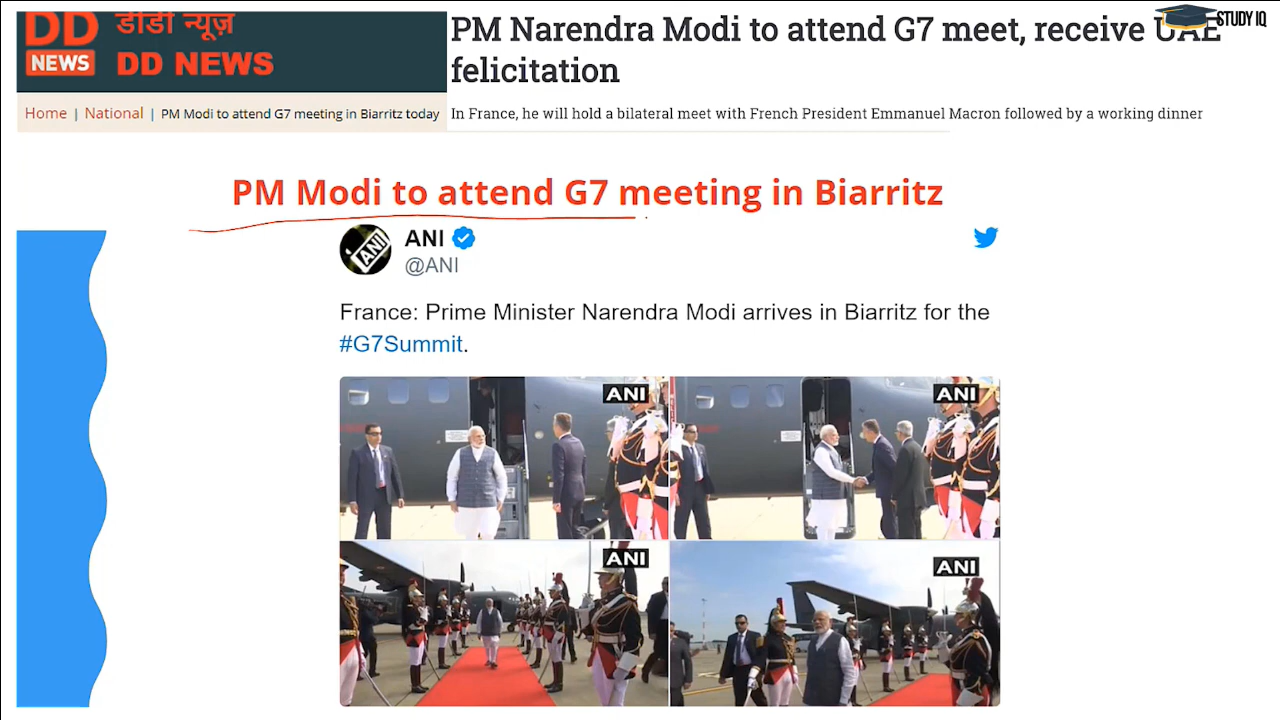 DD
NEWS
डीडी न्यूज़
DD NEWS
Home | National | PM Modi to attend G7 meeting in Biarritz today
PM Narendra Modi to attend G7 meet, receive UAE
felicitation
In France, he will hold a bilateral meet with French President Emmanuel Macron followed by a working dinner
STUDY IQ
PM Modi to attend G7 meeting in Biarritz
ANI
ANI
@ANI
France: Prime Minister Narendra Modi arrives in Biarritz for the
#G7Summit.
ANI
ANI
ANI
ANI